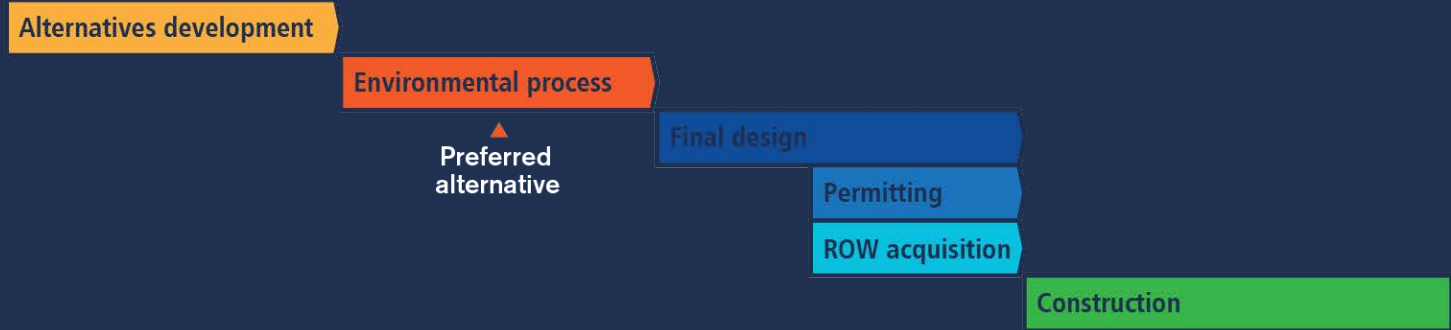 Alternatives development
Environmental process
Preferred
alternative
Final design
Permitting
ROW acquisition
Construction